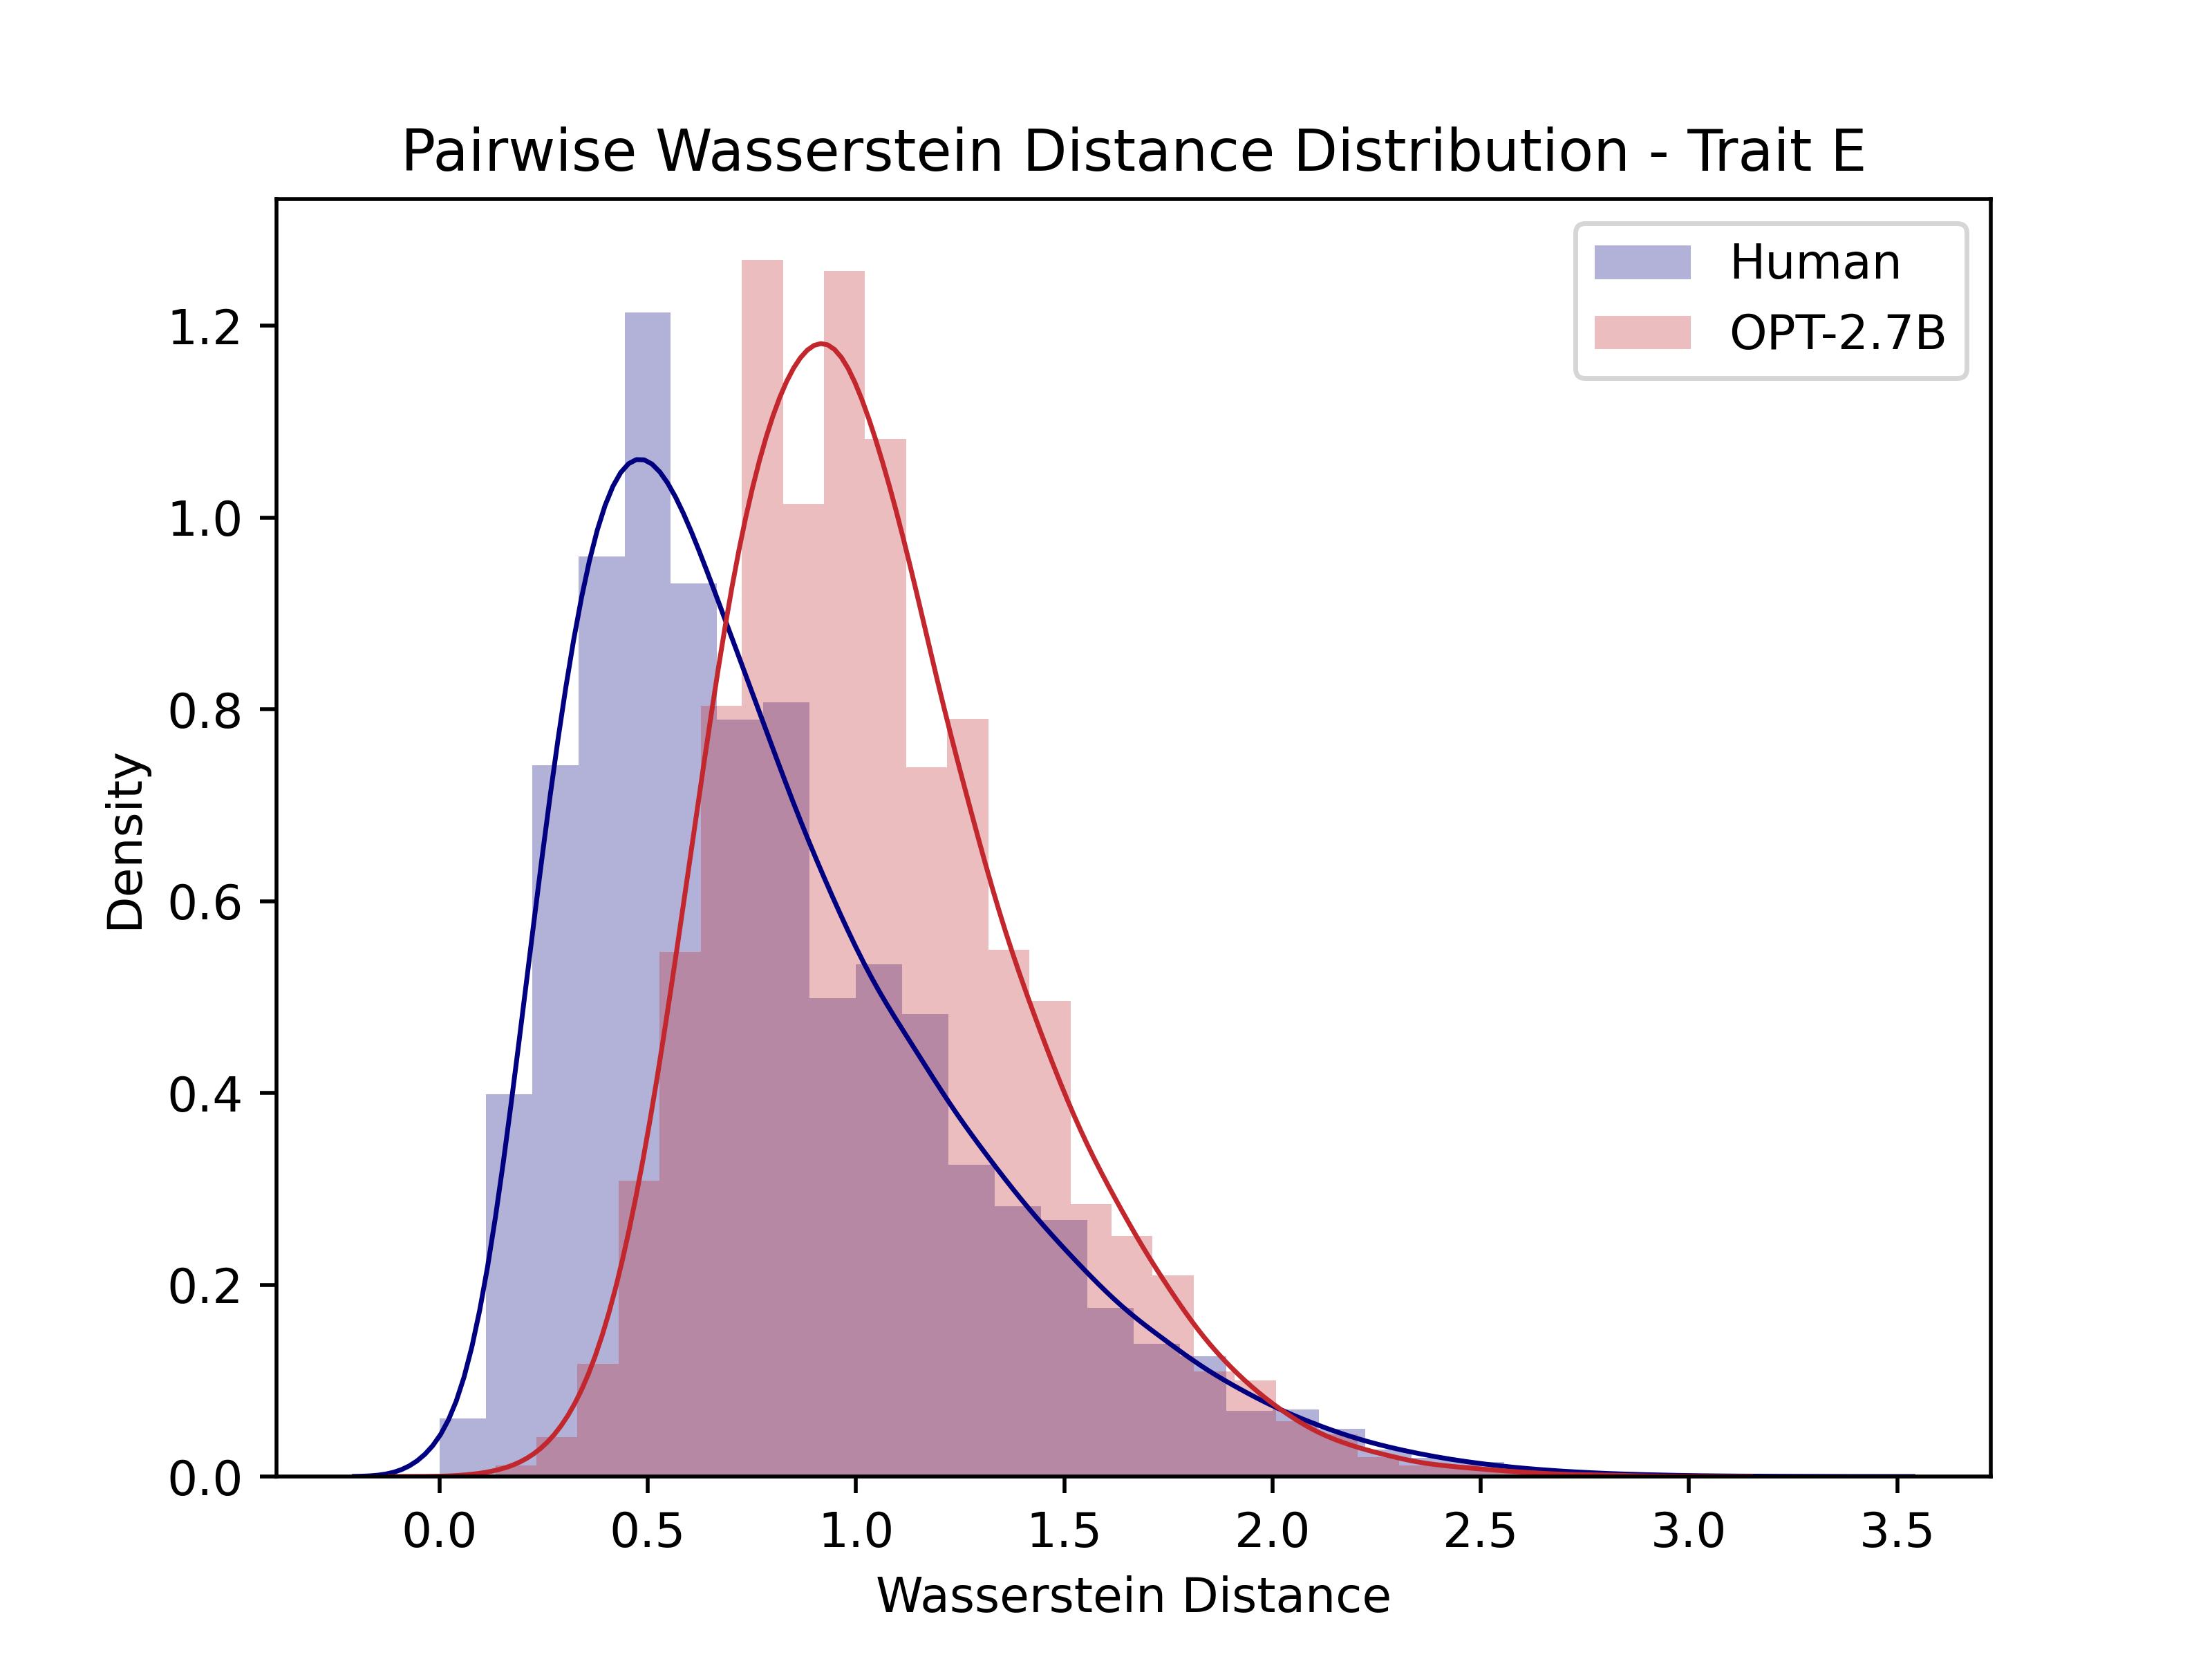 Pairwise Wasserstein Distance Distribution - Trait E
Human
OPT-2.7B
1.2
1.0
0.8
0.6
0.4
0.2
0.0
Density
0.0 0.5 1.0 1.5 2.0 2.5 3.0 3.5
Wasserstein Distance